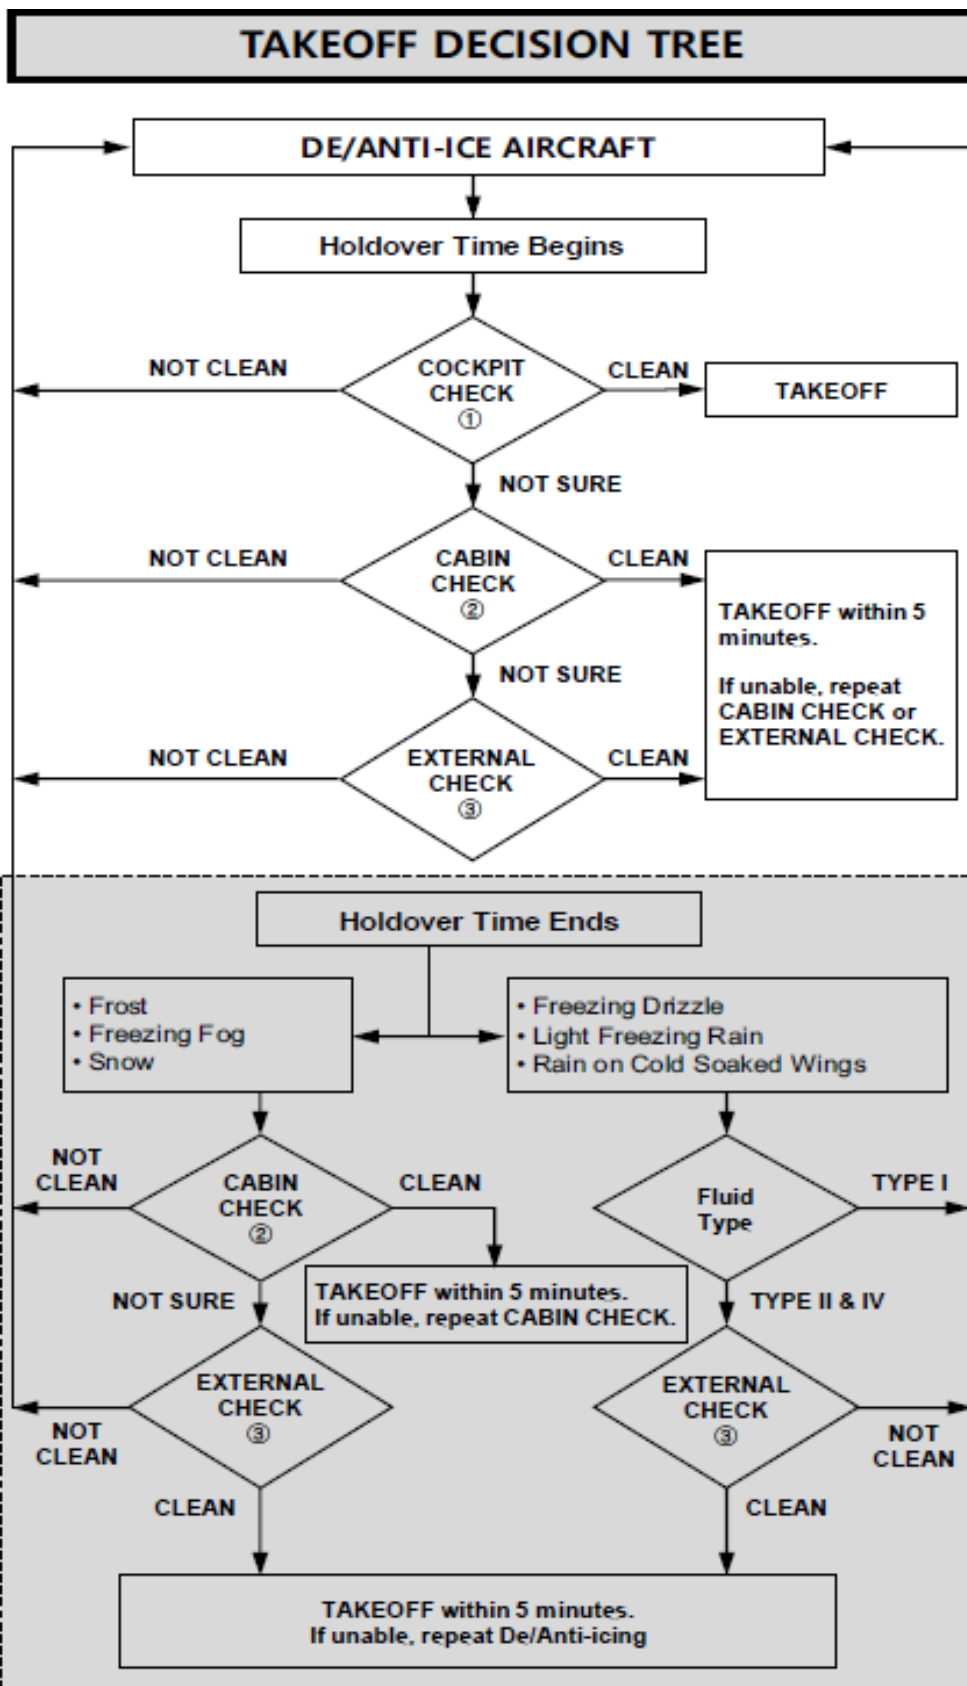 TAKEOFF DECISION TREE
DE/ANTI-ICE AIRCRAFT
Holdover Time Begins
NOT CLEAN
COCKPIT
CHECK
①
CLEAN
TAKEOFF
NOT SURE
NOT CLEAN
CABIN
CHECK
②
CLEAN
TAKEOFF within 5
minutes.
If unable, repeat
CABIN CHECK or
EXTERNAL CHECK.
NOT SURE
NOT CLEAN
EXTERNAL
CHECK
③
CLEAN
Holdover Time Ends
• Frost
• Freezing Fog
• Snow
• Freezing Drizzle
• Light Freezing Rain
• Rain on Cold Soaked Wings
NOT
CLEAN
CABIN
CHECK
②
CLEAN
TAKEOFF within 5 minutes.
If unable, repeat CABIN CHECK.
NOT SURE
EXTERNAL
CHECK
③
NOT
CLEAN
CLEAN
Fluid
Type
TYPE I
TYPE II & IV
EXTERNAL
CHECK
③
NOT
CLEAN
CLEAN
TAKEOFF within 5 minutes.
If unable, repeat De/Anti-icing